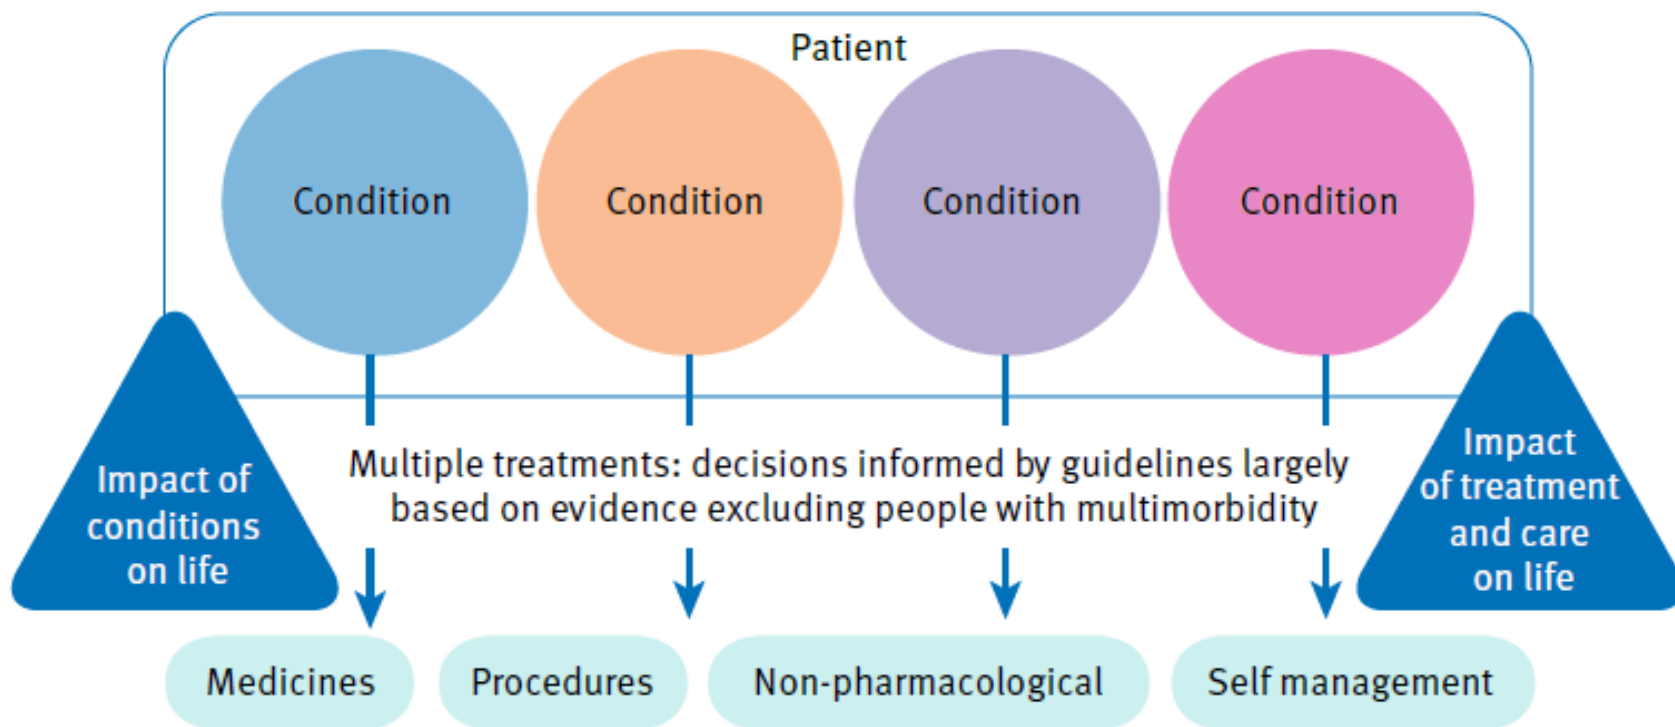 Patient
Condition
Condition
Condition
Condition
Impact of
conditions
on life
Multiple treatments: decisions informed by guidelines largely
based on evidence excluding people with multimorbidity
Impact
of treatment
and care
on life
Medicines
Procedures
Non-pharmacological
Self management